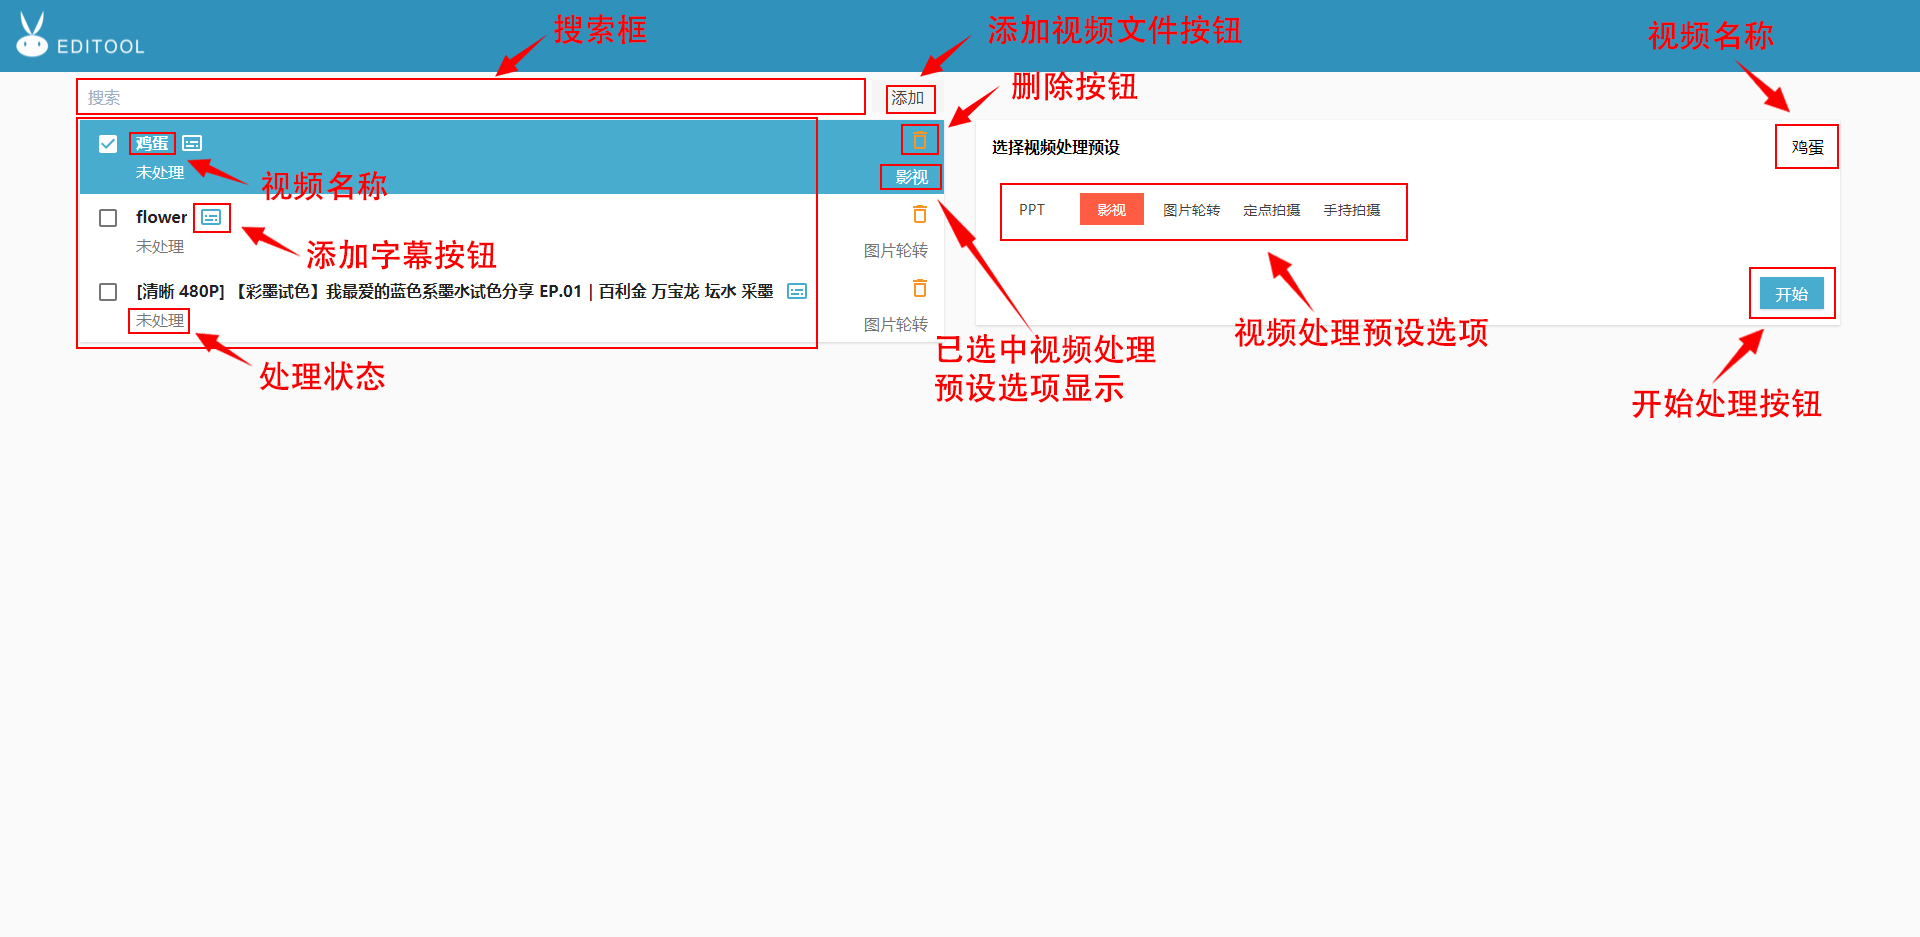 EDITOOL
搜索框
添加视频文件按钮
视频名称
搜索
添加
删除按钮
鸡蛋
未处理
影视
视频名称
flower
未处理
图片轮转
添加字幕按钮
[清晰 480P] 【彩墨试色】我最爱的蓝色系墨水试色分享 EP.01 | 百利金 万宝龙 坛水 采墨
未处理
图片轮转
处理状态
已选中视频处理
预设选项显示
选择视频处理预设
鸡蛋
PPT 影视 图片轮转 定点拍摄 手持拍摄
开始
视频处理预设选项
开始处理按钮